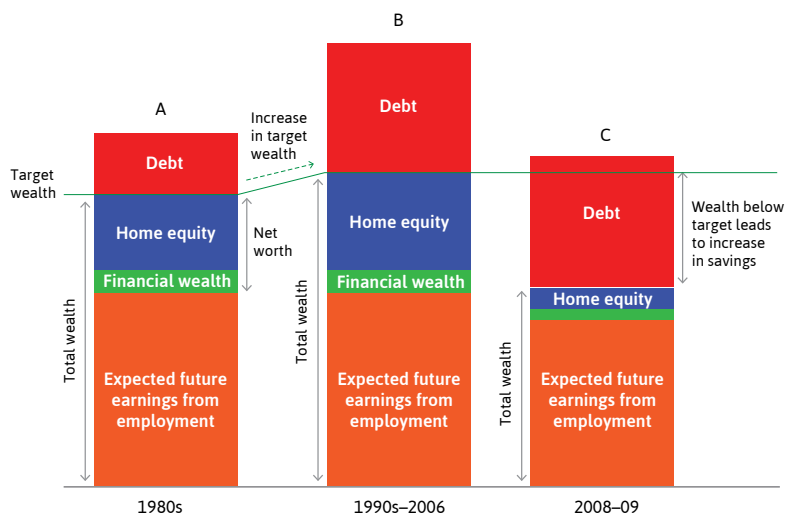 A
B
C
Debt
Home equity
Financial wealth
Expected future
earnings from
employment
Target
wealth
Total wealth
Net
worth
Increase
in target
wealth
Debt
Home equity
Financial wealth
Expected future
earnings from
employment
Total wealth
Debt
Home equity
Expected future
earnings from
employment
Total wealth
Wealth below
target leads
to increase
in savings
1980s
1990s–2006
2008–09